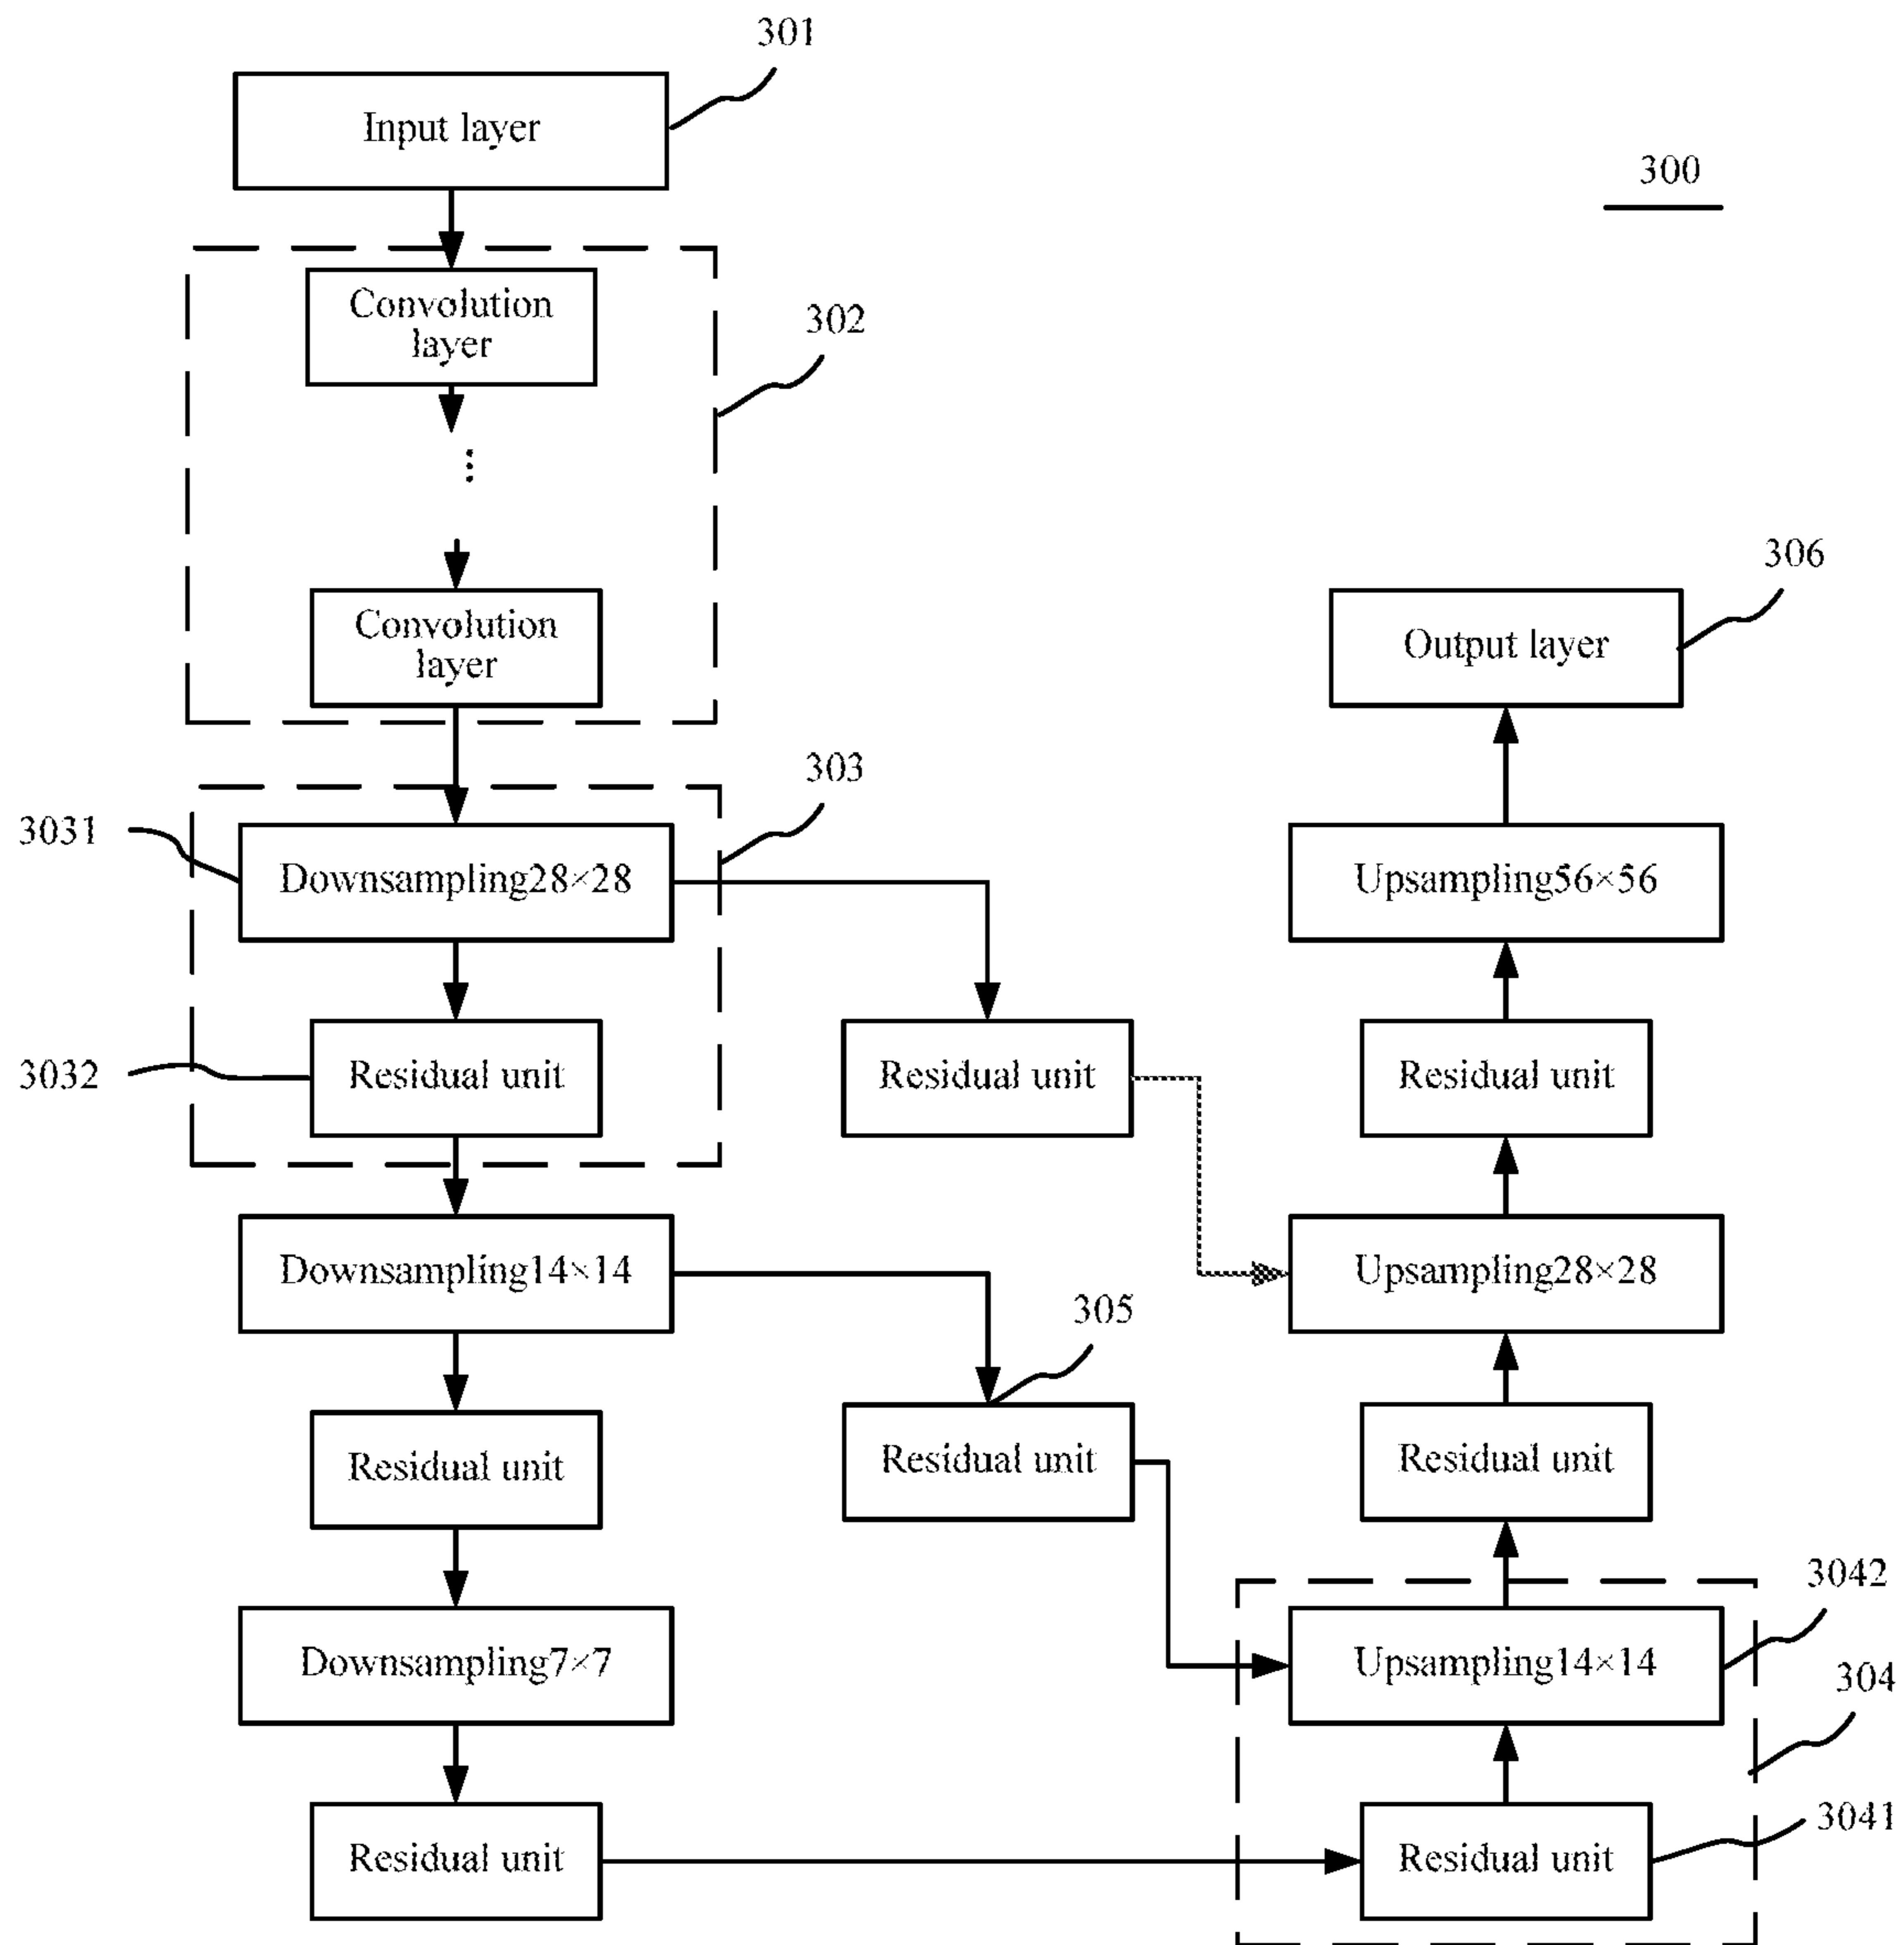 301
Input layer
300
Convolution
layer
302
...
Convolution
layer
306
Output layer
303
3031
Downsampling28×28
Upsampling56×56
3032
Residual unit
Residual unit
Residual unit
Downsampling14×14
Upsampling28×28
305
Residual unit
Residual unit
Residual unit
3042
Downsampling7×7
Upsampling14×14
304
Residual unit
Residual unit
3041